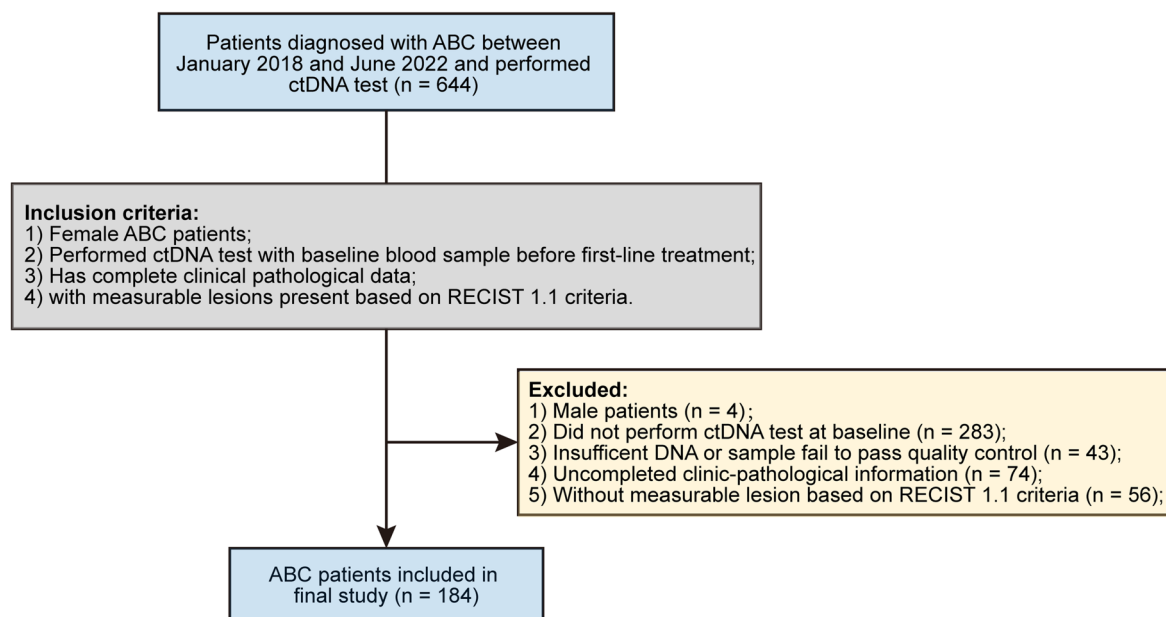 Patients diagnosed with ABC between
January 2018 and June 2022 and performed
ctDNA test (n = 644)
Inclusion criteria:
1) Female ABC patients;
2) Performed ctDNA test with baseline blood sample before first-line treatment;
3) Has complete clinical pathological data;
4) with measurable lesions present based on RECIST 1.1 criteria.
Excluded:
1) Male patients (n = 4);
2) Did not perform ctDNA test at baseline (n = 283);
3) Insufficent DNA or sample fail to pass quality control (n = 43);
4) Uncompleted clinic-pathological information (n = 74);
5) Without measurable lesion based on RECIST 1.1 criteria (n = 56);
ABC patients included in
final study (n = 184)